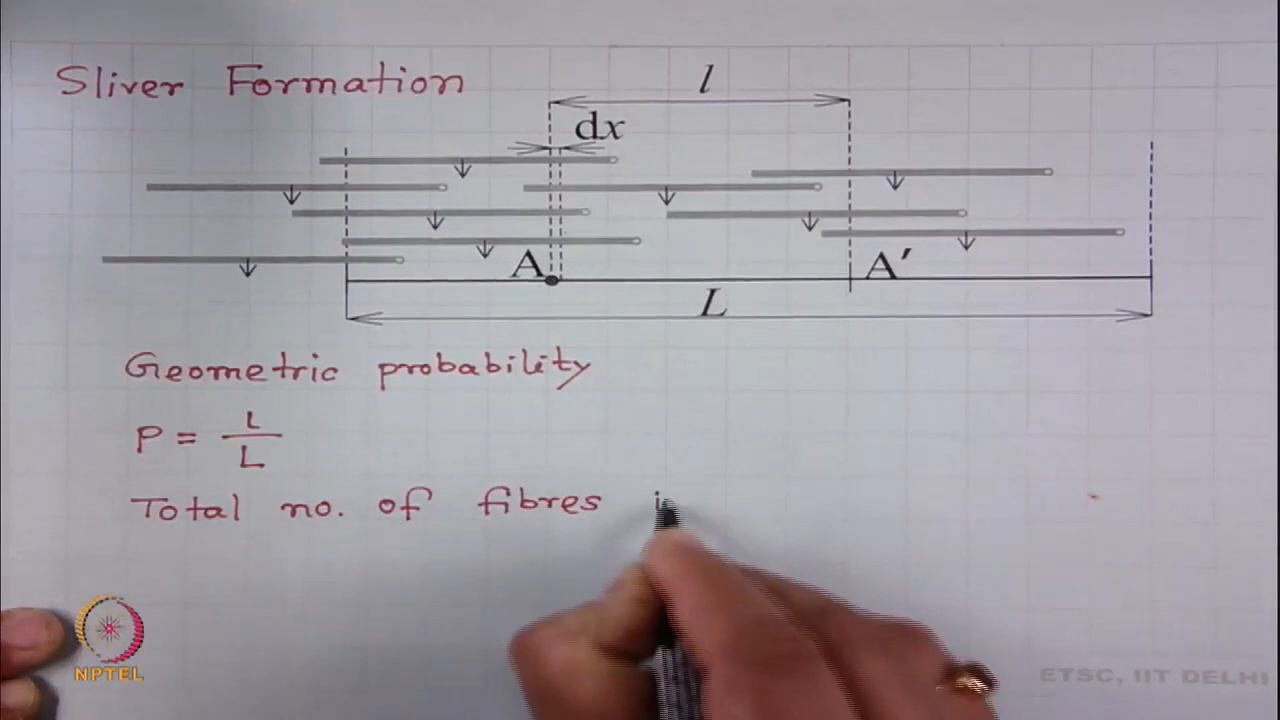 Sliver Formation
l
dx
A
A′
L
Geometric probability
P = l/L
Total no. of fibres i
NPTEL
ETSC, IIT DELHI